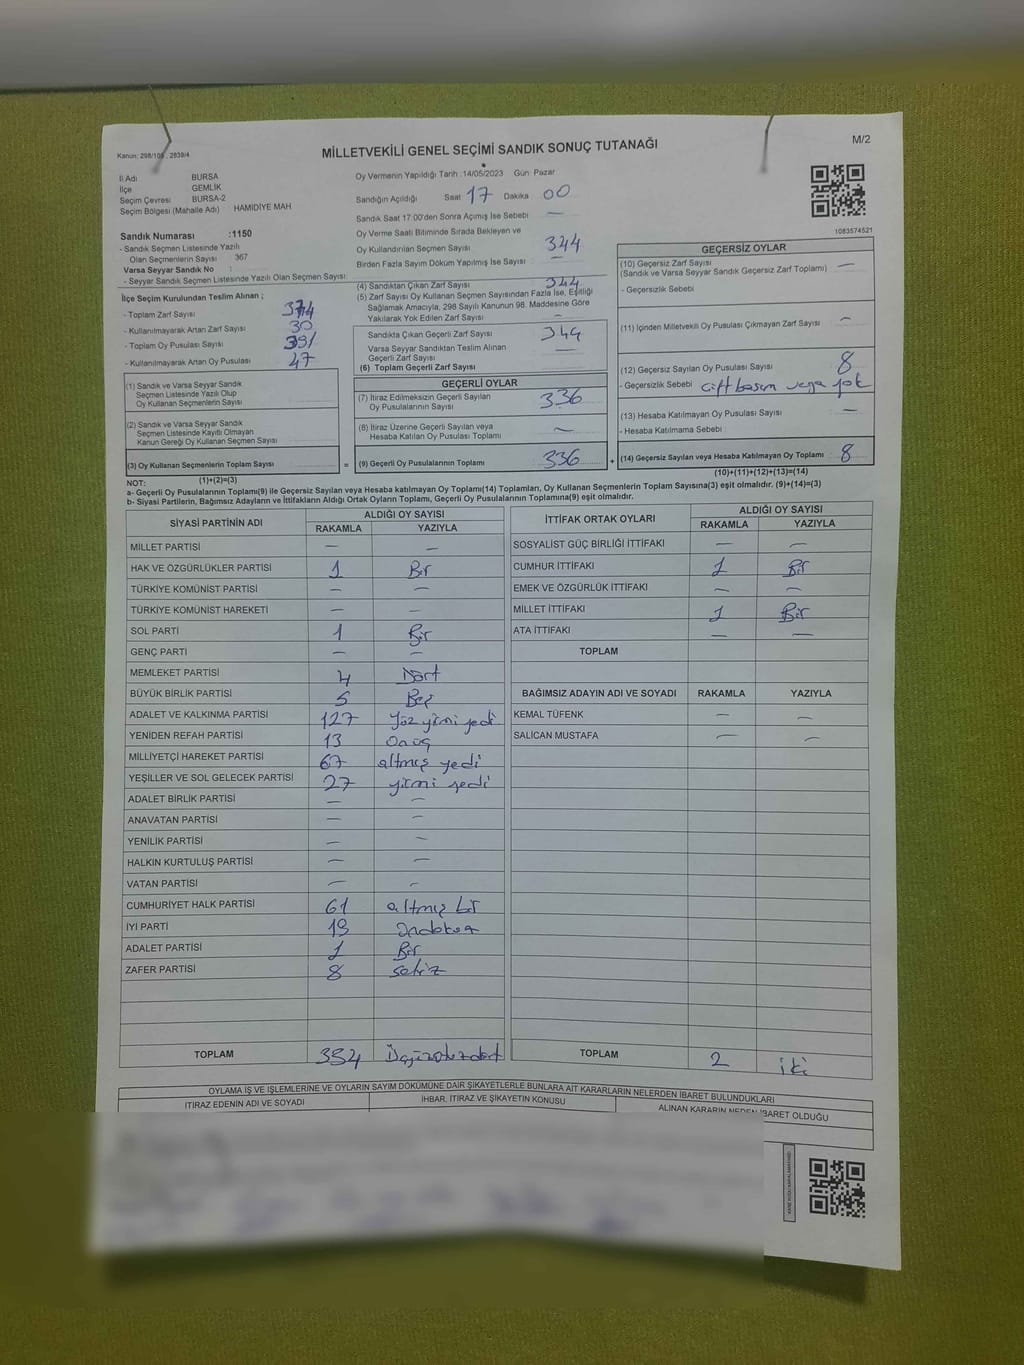 Kanun: 298/105, 2839/4
MİLLETVEKİLİ GENEL SEÇİMİ SANDIK SONUÇ TUTANAĞI
M/2
İl Adı BURSA
İlçe GEMLİK
Seçim Çevresi BURSA-2
Seçim Bölgesi (Mahalle Adı) HAMİDİYE MAH
Sandık Numarası :1150
- Sandık Seçmen Listesinde Yazılı
Olan Seçmenlerin Sayısı 367
Varsa Seyyar Sandık No :
- Seyyar Sandık Seçmen Listesinde Yazılı Olan Seçmen Sayısı:
İlçe Seçim Kurulundan Teslim Alınan ;
- Toplam Zarf Sayısı 374
- Kullanılmayarak Artan Zarf Sayısı 30
- Toplam Oy Pusulası Sayısı 391
- Kullanılmayarak Artan Oy Pusulası 47
(1) Sandık ve Varsa Seyyar Sandık
Seçmen Listesinde Yazılı Olup
Oy Kullanan Seçmenlerin Sayısı
(2) Sandık ve Varsa Seyyar Sandık
Seçmen Listesinde Kayıtlı Olmayan
Kanun Gereği Oy Kullanan Seçmen Sayısı
(3) Oy Kullanan Seçmenlerin Toplam Sayısı =
(1)+(2)=(3)
Oy Vermenin Yapıldığı Tarih :14/05/2023 Gün Pazar
Sandığın Açıldığı Saat 17 Dakika 00
Sandık Saat 17:00'den Sonra Açımış İse Sebebi —
Oy Verme Saati Bitiminde Sırada Bekleyen ve
Oy Kullandırılan Seçmen Sayısı 344
Birden Fazla Sayım Döküm Yapılmış İse Sayısı —
(4) Sandıktan Çıkan Zarf Sayısı 344
(5) Zarf Sayısı Oy Kullanan Seçmen Sayısından Fazla İse, Eşitliği
Sağlamak Amacıyla, 298 Sayılı Kanunun 98. Maddesine Göre
Yakılarak Yok Edilen Zarf Sayısı —
Sandıkta Çıkan Geçerli Zarf Sayısı 344
Varsa Seyyar Sandıktan Teslim Alınan
Geçerli Zarf Sayısı —
(6) Toplam Geçerli Zarf Sayısı
GEÇERLİ OYLAR
(7) İtiraz Edilmeksizin Geçerli Sayılan
Oy Pusulalarının Sayısı 336
(8) İtiraz Üzerine Geçerli Sayılan veya
Hesaba Katılan Oy Pusulası Toplamı —
(9) Geçerli Oy Pusulalarının Toplamı 336 +
1083574521
GEÇERSİZ OYLAR
(10) Geçersiz Zarf Sayısı —
(Sandık ve Varsa Seyyar Sandık Geçersiz Zarf Toplamı)
- Geçersizlik Sebebi
(11) İçinden Milletvekili Oy Pusulası Çıkmayan Zarf Sayısı —
(12) Geçersiz Sayılan Oy Pusulası Sayısı 8
- Geçersizlik Sebebi çift basım veya yok
(13) Hesaba Katılmayan Oy Pusulası Sayısı —
- Hesaba Katılmama Sebebi
(14) Geçersiz Sayılan veya Hesaba Katılmayan Oy Toplamı 8
(10)+(11)+(12)+(13)=(14)
NOT:
a- Geçerli Oy Pusulalarının Toplamı(9) ile Geçersiz Sayılan veya Hesaba katılmayan Oy Toplamı(14) Toplamları, Oy Kullanan Seçmenlerin Toplam Sayısına(3) eşit olmalıdır. (9)+(14)=(3)
b- Siyasi Partilerin, Bağımsız Adayların ve İttifakların Aldığı Ortak Oyların Toplamı, Geçerli Oy Pusulalarının Toplamına(9) eşit olmalıdır.
SİYASİ PARTİNİN ADI ALDIĞI OY SAYISI
RAKAMLA YAZIYLA
MİLLET PARTİSİ — —
HAK VE ÖZGÜRLÜKLER PARTİSİ 1 Bir
TÜRKİYE KOMÜNİST PARTİSİ — —
TÜRKİYE KOMÜNİST HAREKETİ — —
SOL PARTİ 1 Bir
GENÇ PARTİ — —
MEMLEKET PARTİSİ 4 Dört
BÜYÜK BİRLİK PARTİSİ 5 Beş
ADALET VE KALKINMA PARTİSİ 127 Yüz yirmi yedi
YENİDEN REFAH PARTİSİ 13 Onüç
MİLLİYETÇİ HAREKET PARTİSİ 67 altmış yedi
YEŞİLLER VE SOL GELECEK PARTİSİ 27 yirmi yedi
ADALET BİRLİK PARTİSİ — —
ANAVATAN PARTİSİ — —
YENİLİK PARTİSİ — —
HALKIN KURTULUŞ PARTİSİ — —
VATAN PARTİSİ — —
CUMHURİYET HALK PARTİSİ 61 altmış bir
İYİ PARTİ 19 Ondokuz
ADALET PARTİSİ 1 Bir
ZAFER PARTİSİ 8 sekiz
TOPLAM 334 Üçyüzotuzdört
İTTİFAK ORTAK OYLARI ALDIĞI OY SAYISI
RAKAMLA YAZIYLA
SOSYALİST GÜÇ BİRLİĞİ İTTİFAKI — —
CUMHUR İTTİFAKI 1 Bir
EMEK VE ÖZGÜRLÜK İTTİFAKI — —
MİLLET İTTİFAKI 1 Bir
ATA İTTİFAKI — —
TOPLAM
BAĞIMSIZ ADAYIN ADI VE SOYADI RAKAMLA YAZIYLA
KEMAL TÜFENK — —
SALİCAN MUSTAFA — —
TOPLAM 2 iki
OYLAMA İŞ VE İŞLEMLERİNE VE OYLARIN SAYIM DÖKÜMÜNE DAİR ŞİKAYETLERLE BUNLARA AİT KARARLARIN NELERDEN İBARET BULUNDUKLARI
İTİRAZ EDENİN ADI VE SOYADI İHBAR, İTİRAZ VE ŞİKAYETİN KONUSU ALINAN KARARIN NEDEN İBARET OLDUĞU